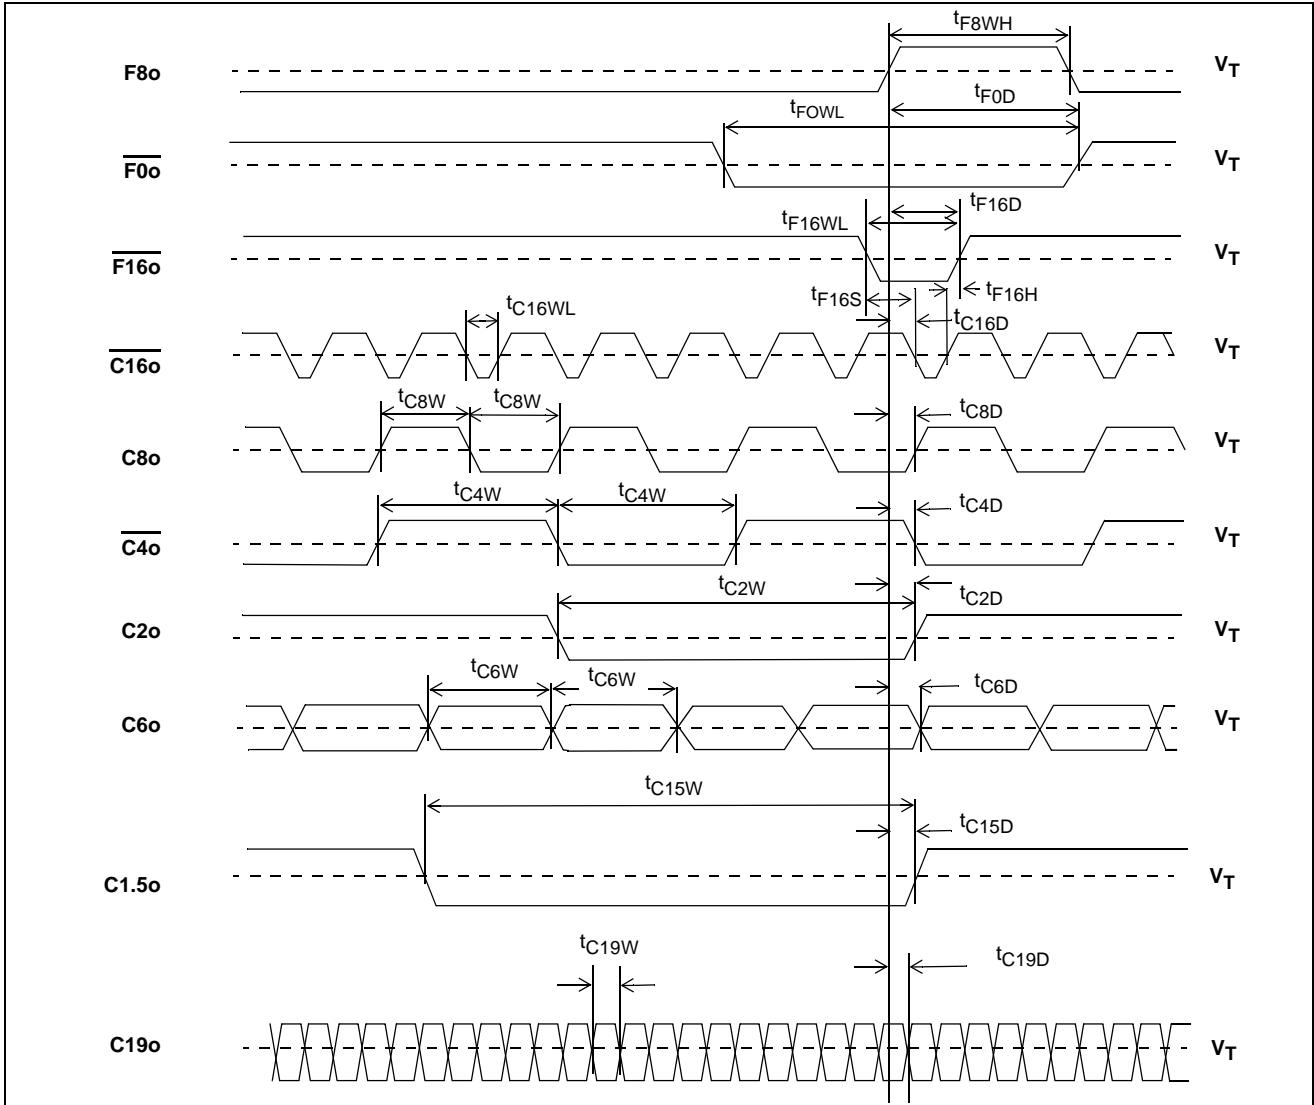 tF8WH
F8o VT
tF0D
tFOWL
F0o VT
tF16D
tF16WL
F16o VT
tF16S tF16H
tC16WL tC16D
C16o VT
tC8W tC8W tC8D
C8o VT
tC4W tC4W tC4D
C4o VT
tC2W tC2D
C2o VT
tC6W tC6W tC6D
C6o VT
tC15W
tC15D
C1.5o VT
tC19W tC19D
C19o VT